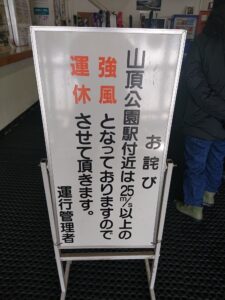 お詫び
山頂公園駅付近は25m/s以上の
強風となっておりますので
運休させて頂きます。
運行管理者